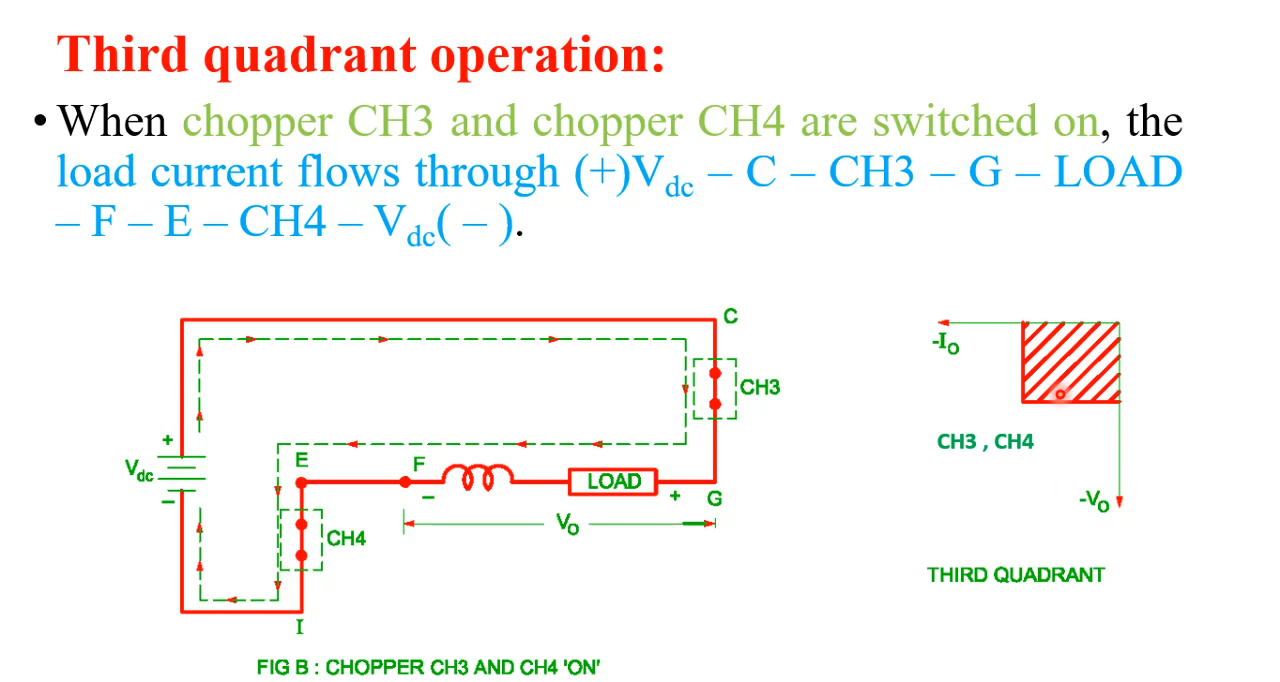 Third quadrant operation:
• When chopper CH3 and chopper CH4 are switched on, the
load current flows through (+)Vdc – C – CH3 – G – LOAD
– F – E – CH4 – Vdc( – ).
C
CH3
+
Vdc
–
E
F
–
LOAD
+
G
VO
CH4
I
FIG B : CHOPPER CH3 AND CH4 'ON'
-IO
CH3 , CH4
-VO
THIRD QUADRANT